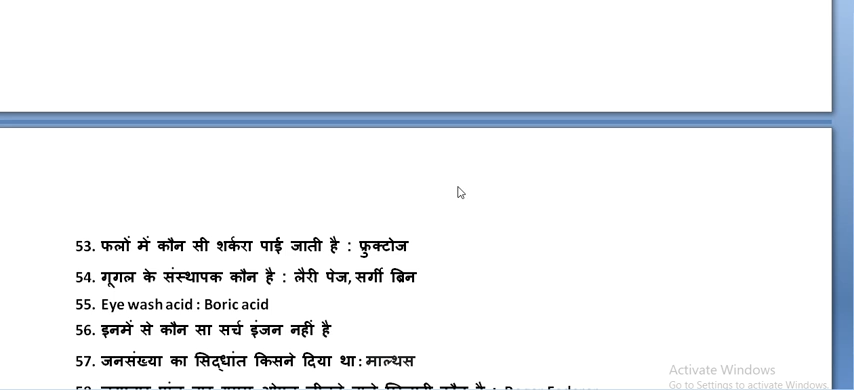 53. फलों में कौन सी शर्करा पाई जाती है : फ्रुक्टोज
54. गूगल के संस्थापक कौन है : लैरी पेज, सर्गी ब्रिन
55. Eye wash acid : Boric acid
56. इनमें से कौन सा सर्च इंजन नहीं है
57. जनसंख्या का सिद्धांत किसने दिया था : माल्थस
Activate Windows
Go to Settings to activate Windows.